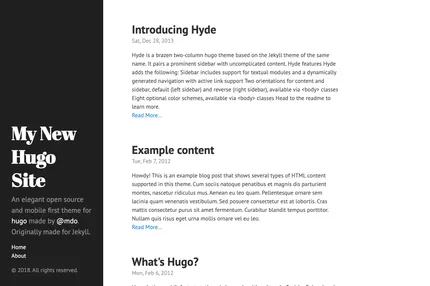 My New
Hugo
Site
An elegant open source
and mobile first theme for
hugo made by @mdo.
Originally made for Jekyll.
Home
About
© 2018. All rights reserved.
Introducing Hyde
Sat, Dec 28, 2013
Hyde is a brazen two-column hugo theme based on the Jekyll theme of the same
name. It pairs a prominent sidebar with uncomplicated content. Hyde features Hyde
adds the following: Sidebar includes support for textual modules and a dynamically
generated navigation with active link support Two orientations for content and
sidebar, default (left sidebar) and reverse (right sidebar), available via <body> classes
Eight optional color schemes, available via <body> classes Head to the readme to
learn more.
Read More…
Example content
Tue, Feb 7, 2012
Howdy! This is an example blog post that shows several types of HTML content
supported in this theme. Cum sociis natoque penatibus et magnis dis parturient
montes, nascetur ridiculus mus. Aenean eu leo quam. Pellentesque ornare sem
lacinia quam venenatis vestibulum. Sed posuere consectetur est at lobortis. Cras
mattis consectetur purus sit amet fermentum. Curabitur blandit tempus porttitor.
Nullam quis risus eget urna mollis ornare vel eu leo.
Read More…
What's Hugo?
Mon, Feb 6, 2012